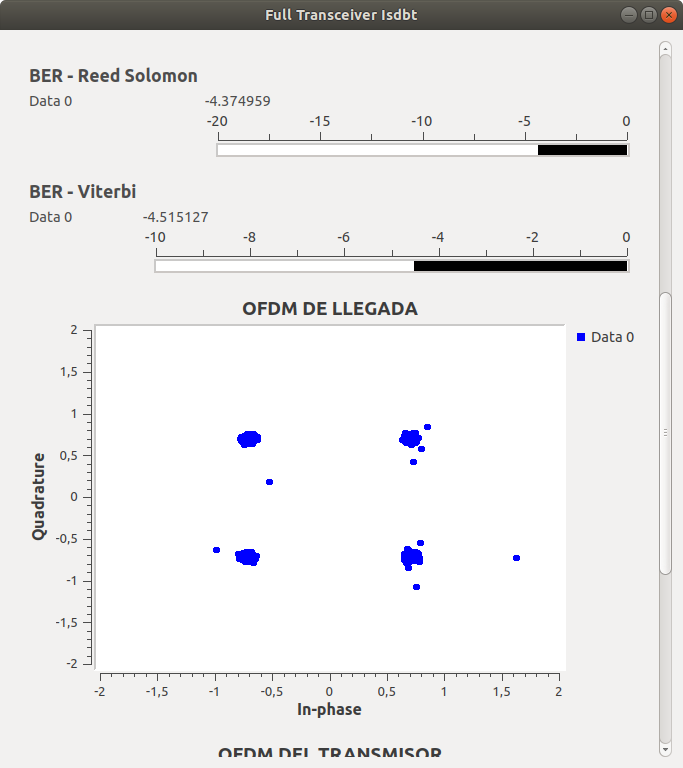 Full Transceiver Isdbt
BER - Reed Solomon
Data 0 -4.374959
-20 -15 -10 -5 0
BER - Viterbi
Data 0 -4.515127
-10 -8 -6 -4 -2 0
OFDM DE LLEGADA
Data 0
Quadrature
2
1,5
1
0,5
0
-0,5
-1
-1,5
-2
-2 -1,5 -1 -0,5 0 0,5 1 1,5 2
In-phase
OFDM DEL TRANSMISOR